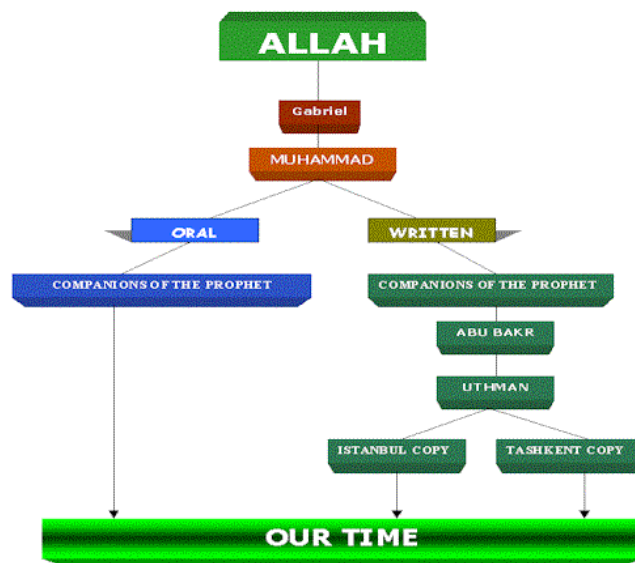 ALLAH
Gabriel
MUHAMMAD
ORAL
WRITTEN
COMPANIONS OF THE PROPHET
COMPANIONS OF THE PROPHET
ABU BAKR
UTHMAN
ISTANBUL COPY
TASHKENT COPY
OUR TIME